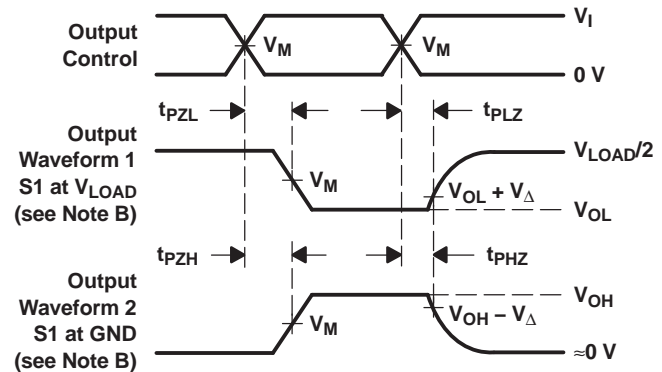 Output
Control
V_I
V_M
V_M
0 V
t_PZL
t_PLZ
Output
Waveform 1
S1 at V_LOAD
(see Note B)
V_LOAD/2
V_M
V_OL + V_Δ
V_OL
t_PZH
t_PHZ
Output
Waveform 2
S1 at GND
(see Note B)
V_OH
V_M
V_OH − V_Δ
≈0 V